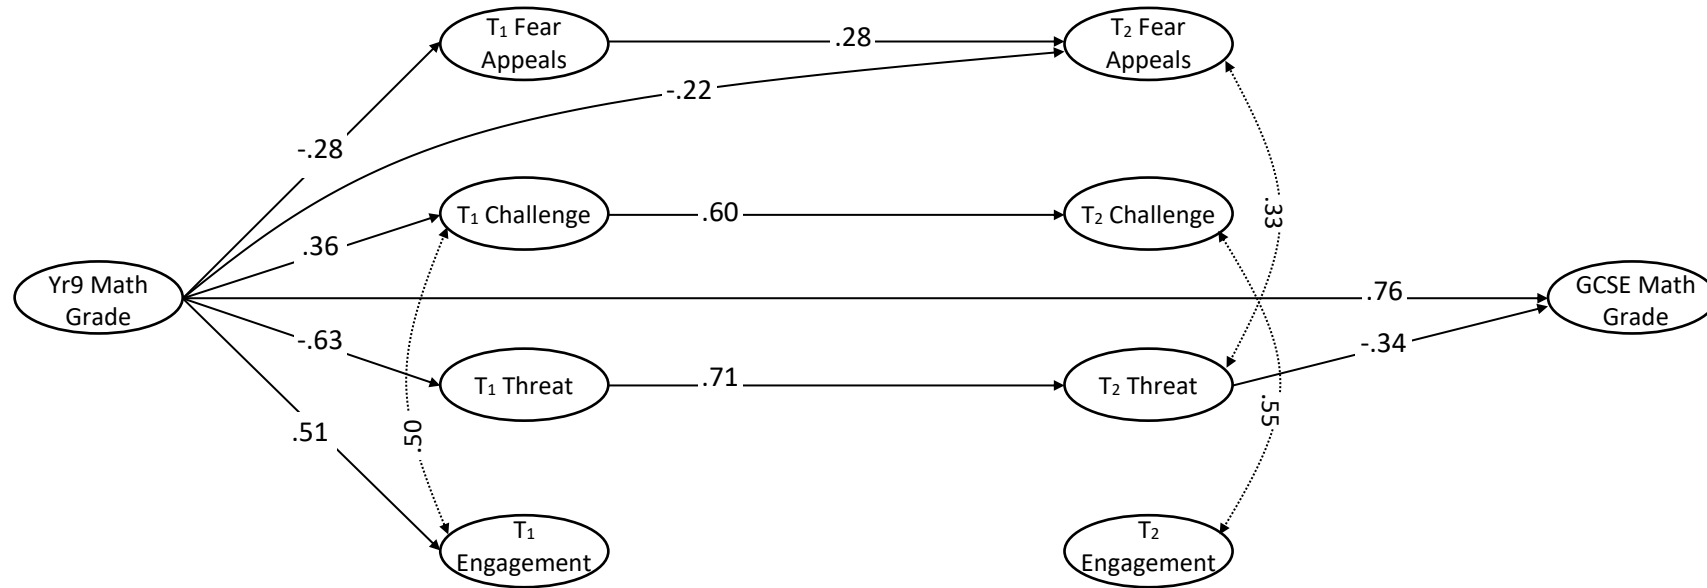 T₁ Fear
Appeals
.28
T₂ Fear
Appeals
-.22
-.28
T₁ Challenge
.60
T₂ Challenge
.33
.36
Yr9 Math
Grade
.76
GCSE Math
Grade
-.63
-.34
T₁ Threat
.71
T₂ Threat
.51
.50
.55
T₁
Engagement
T₂
Engagement